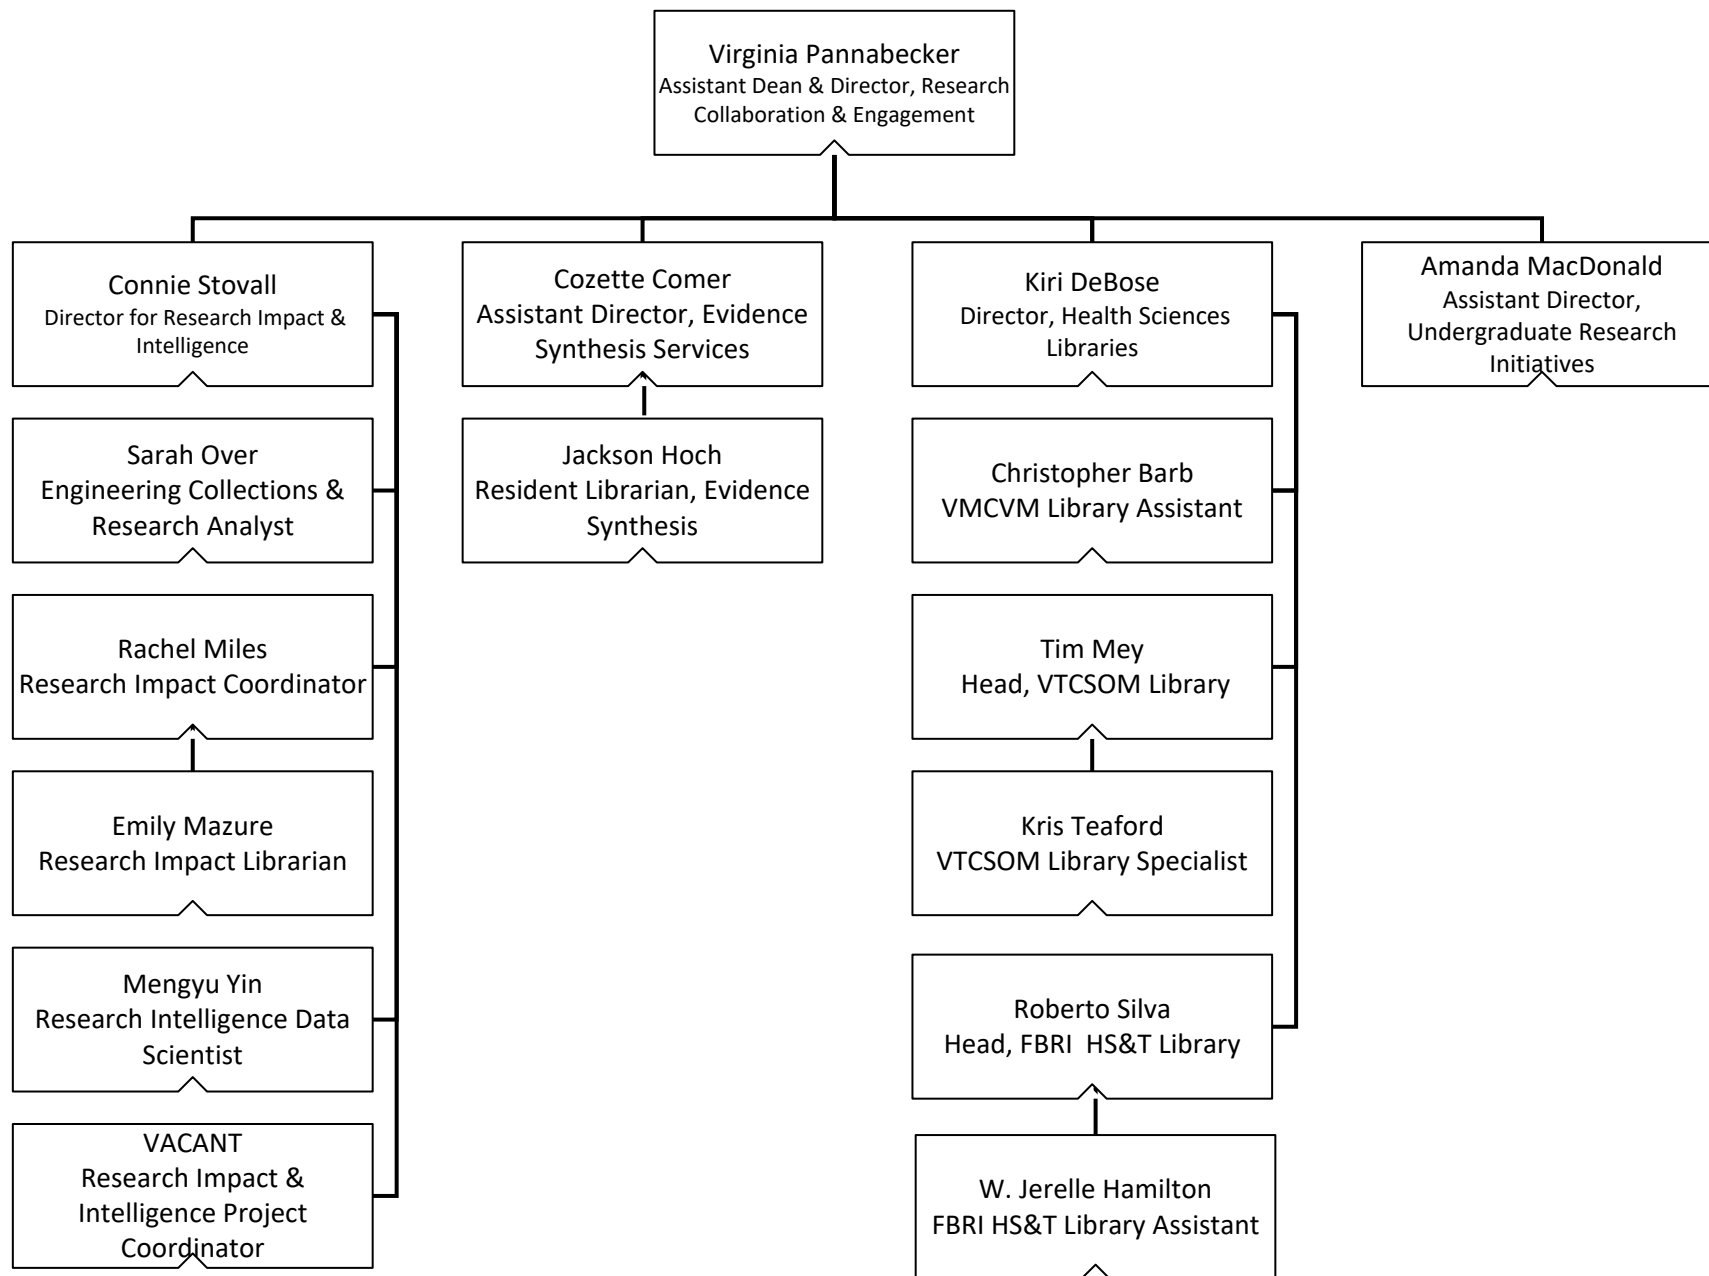 Virginia Pannabecker
Assistant Dean & Director, Research
Collaboration & Engagement
Connie Stovall
Director for Research Impact &
Intelligence
Sarah Over
Engineering Collections &
Research Analyst
Rachel Miles
Research Impact Coordinator
Emily Mazure
Research Impact Librarian
Mengyu Yin
Research Intelligence Data
Scientist
VACANT
Research Impact &
Intelligence Project
Coordinator
Cozette Comer
Assistant Director, Evidence
Synthesis Services
Jackson Hoch
Resident Librarian, Evidence
Synthesis
Kiri DeBose
Director, Health Sciences
Libraries
Christopher Barb
VMCVM Library Assistant
Tim Mey
Head, VTCSOM Library
Kris Teaford
VTCSOM Library Specialist
Roberto Silva
Head, FBRI  HS&T Library
W. Jerelle Hamilton
FBRI HS&T Library Assistant
Amanda MacDonald
Assistant Director,
Undergraduate Research
Initiatives